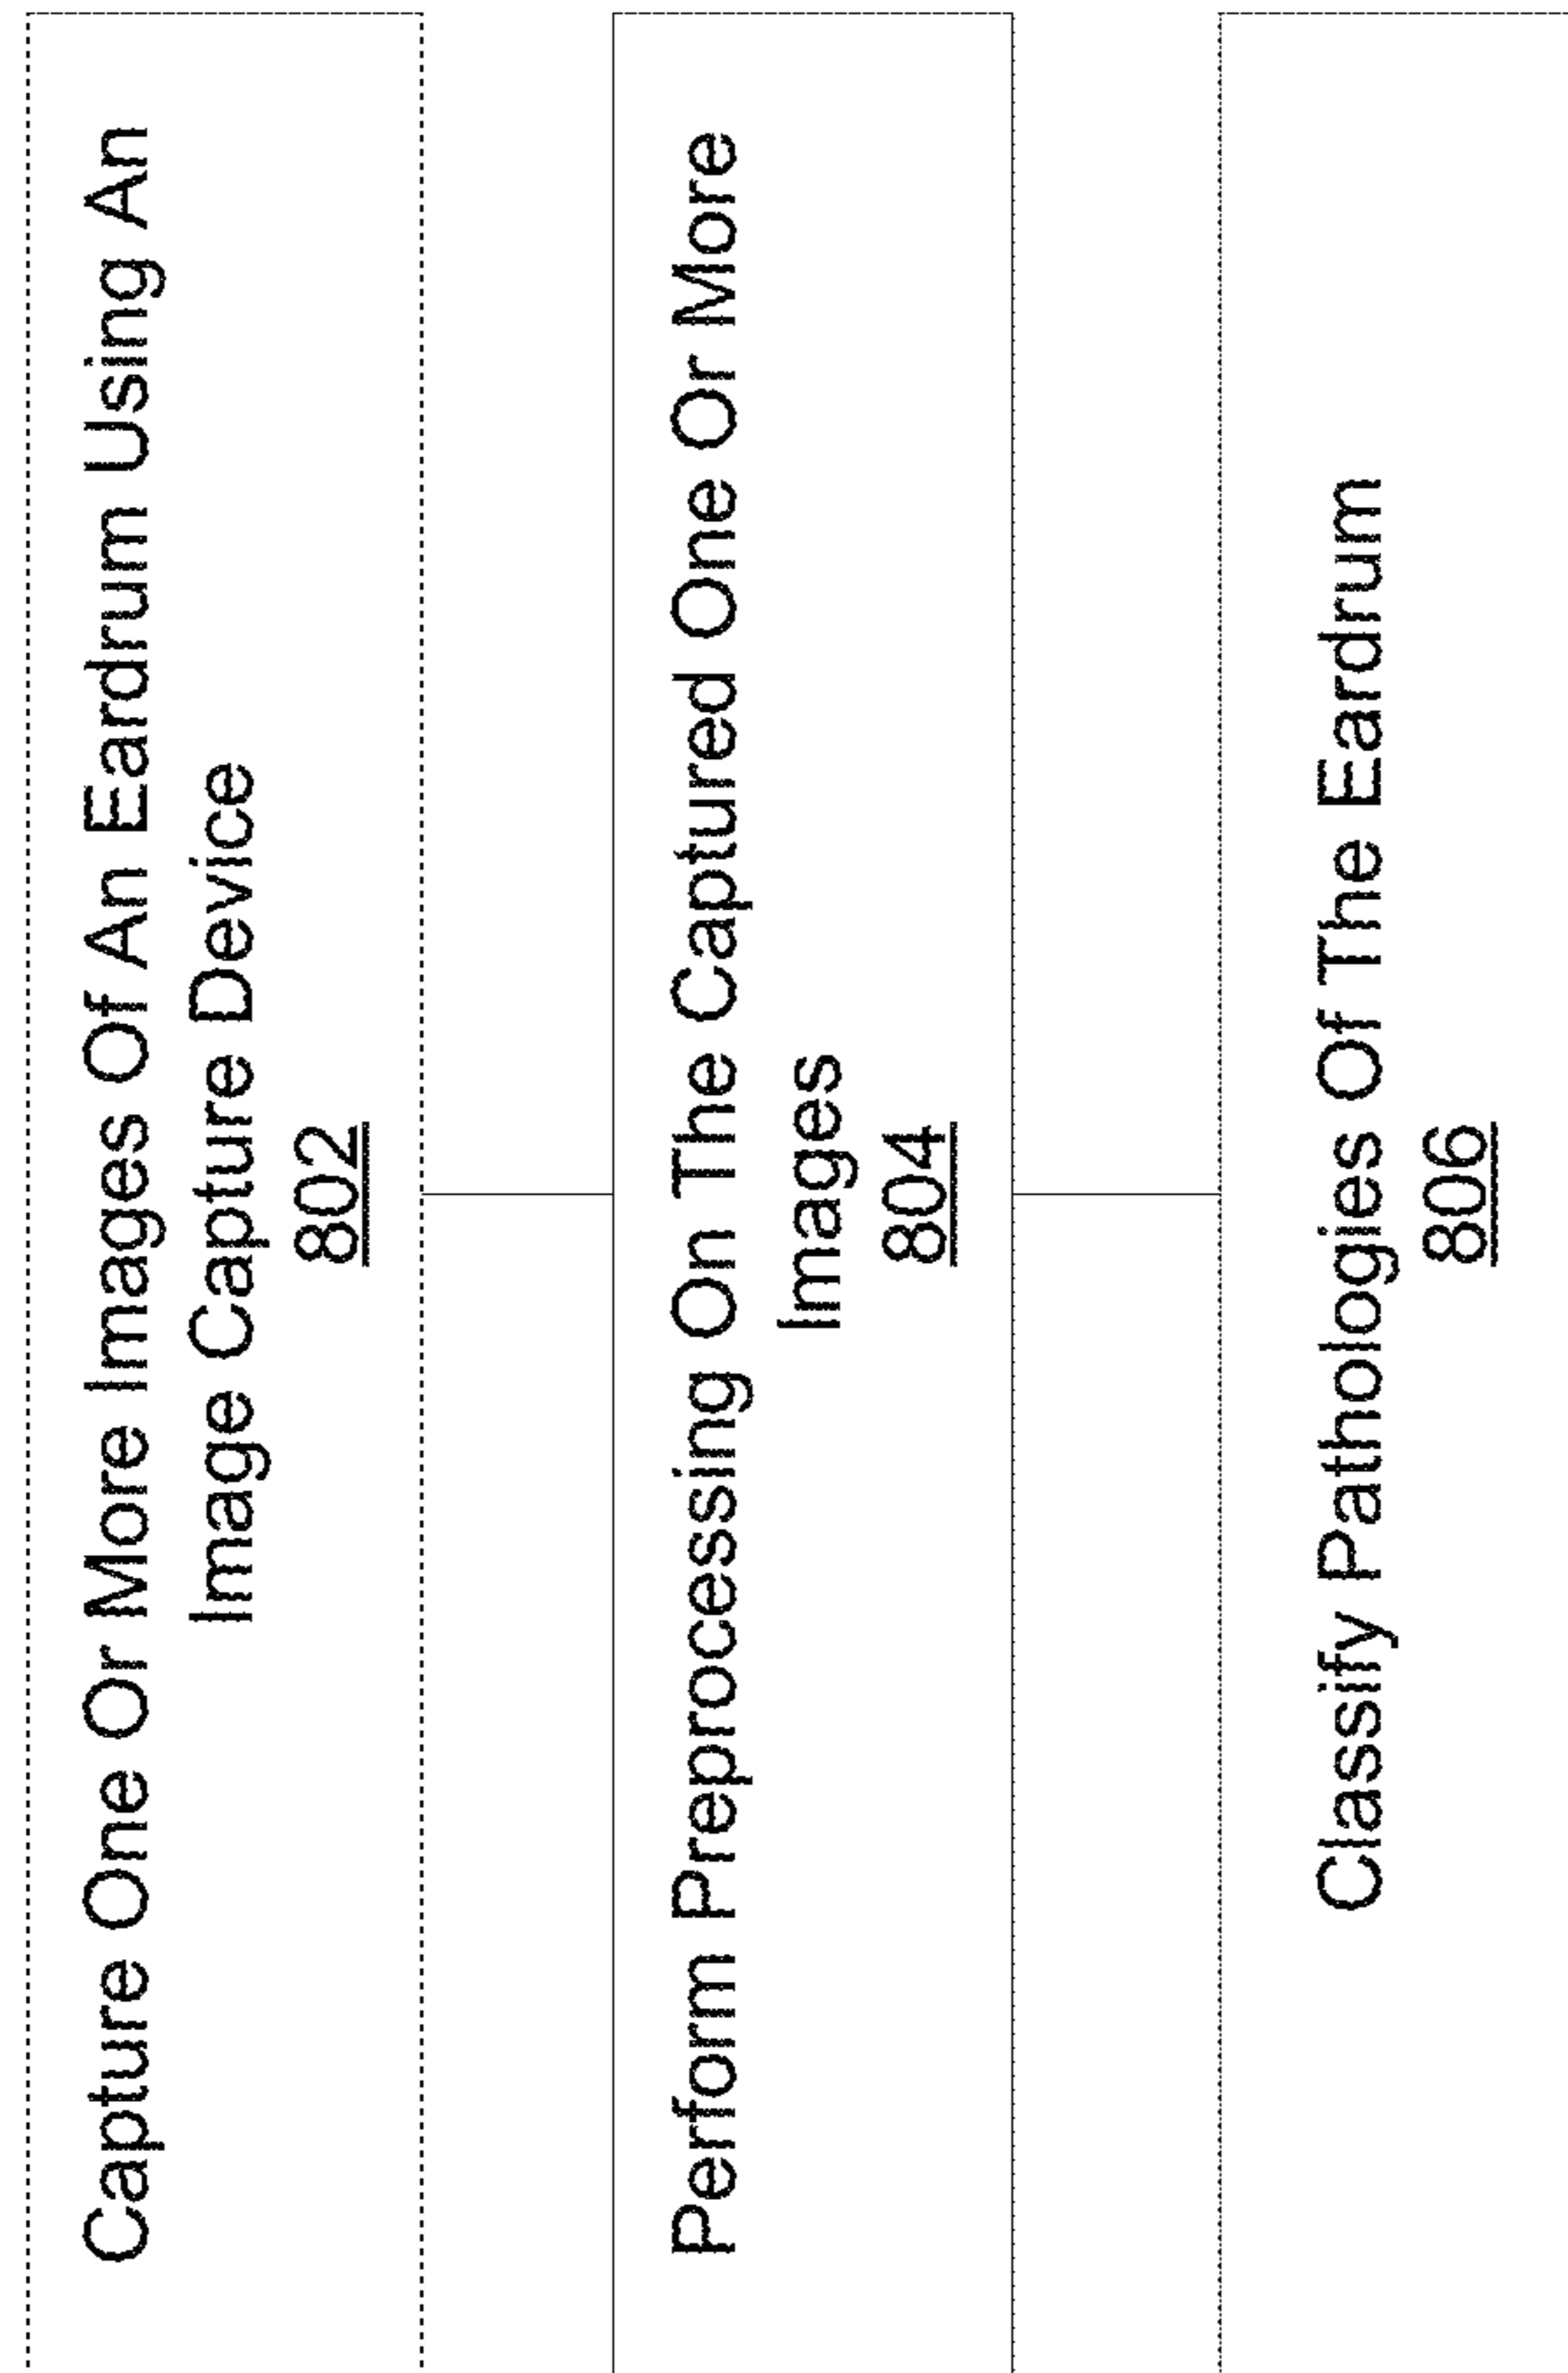 Capture One Or More Images Of An Eardrum Using An
Image Capture Device
802
Perform Preprocessing On The Captured One Or More
Images
804
Classify Pathologies Of The Eardrum
806